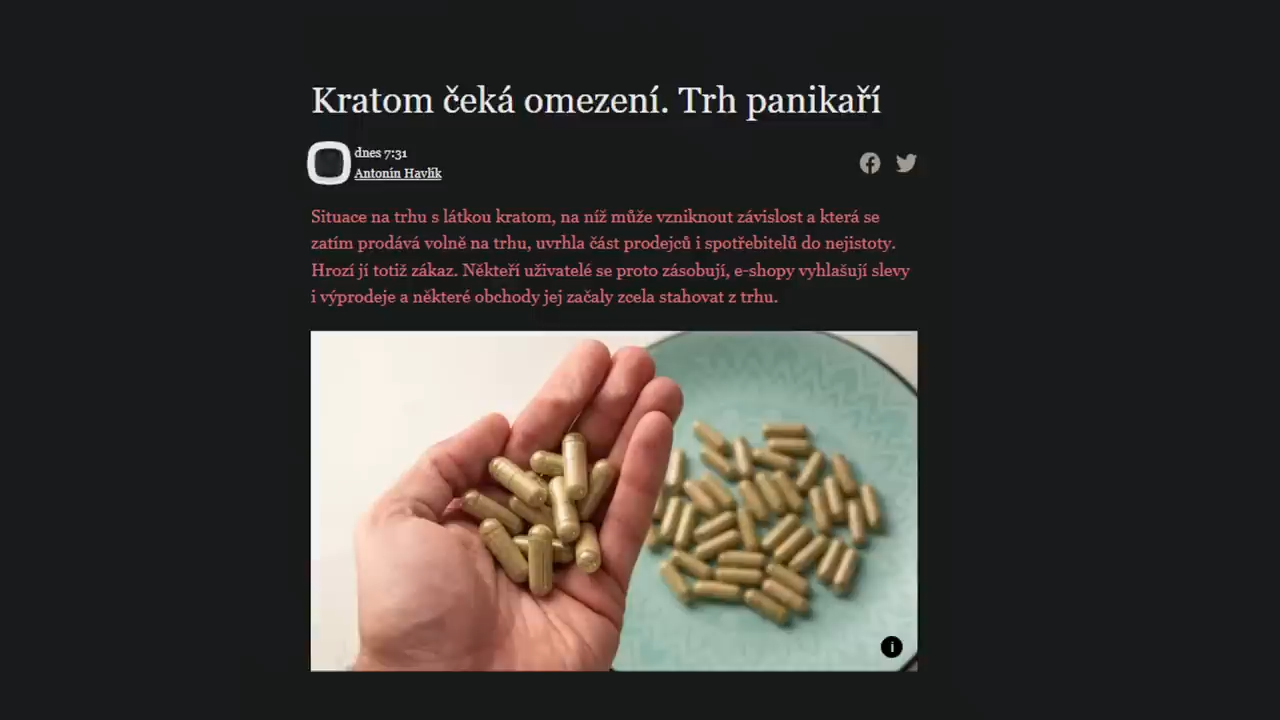 Kratom čeká omezení. Trh panikaří
dnes 7:31
Antonín Havlík
Situace na trhu s látkou kratom, na níž může vzniknout závislost a která se
zatím prodává volně na trhu, uvrhla část prodejců i spotřebitelů do nejistoty.
Hrozí jí totiž zákaz. Někteří uživatelé se proto zásobují, e-shopy vyhlašují slevy
i výprodeje a některé obchody jej začaly zcela stahovat z trhu.